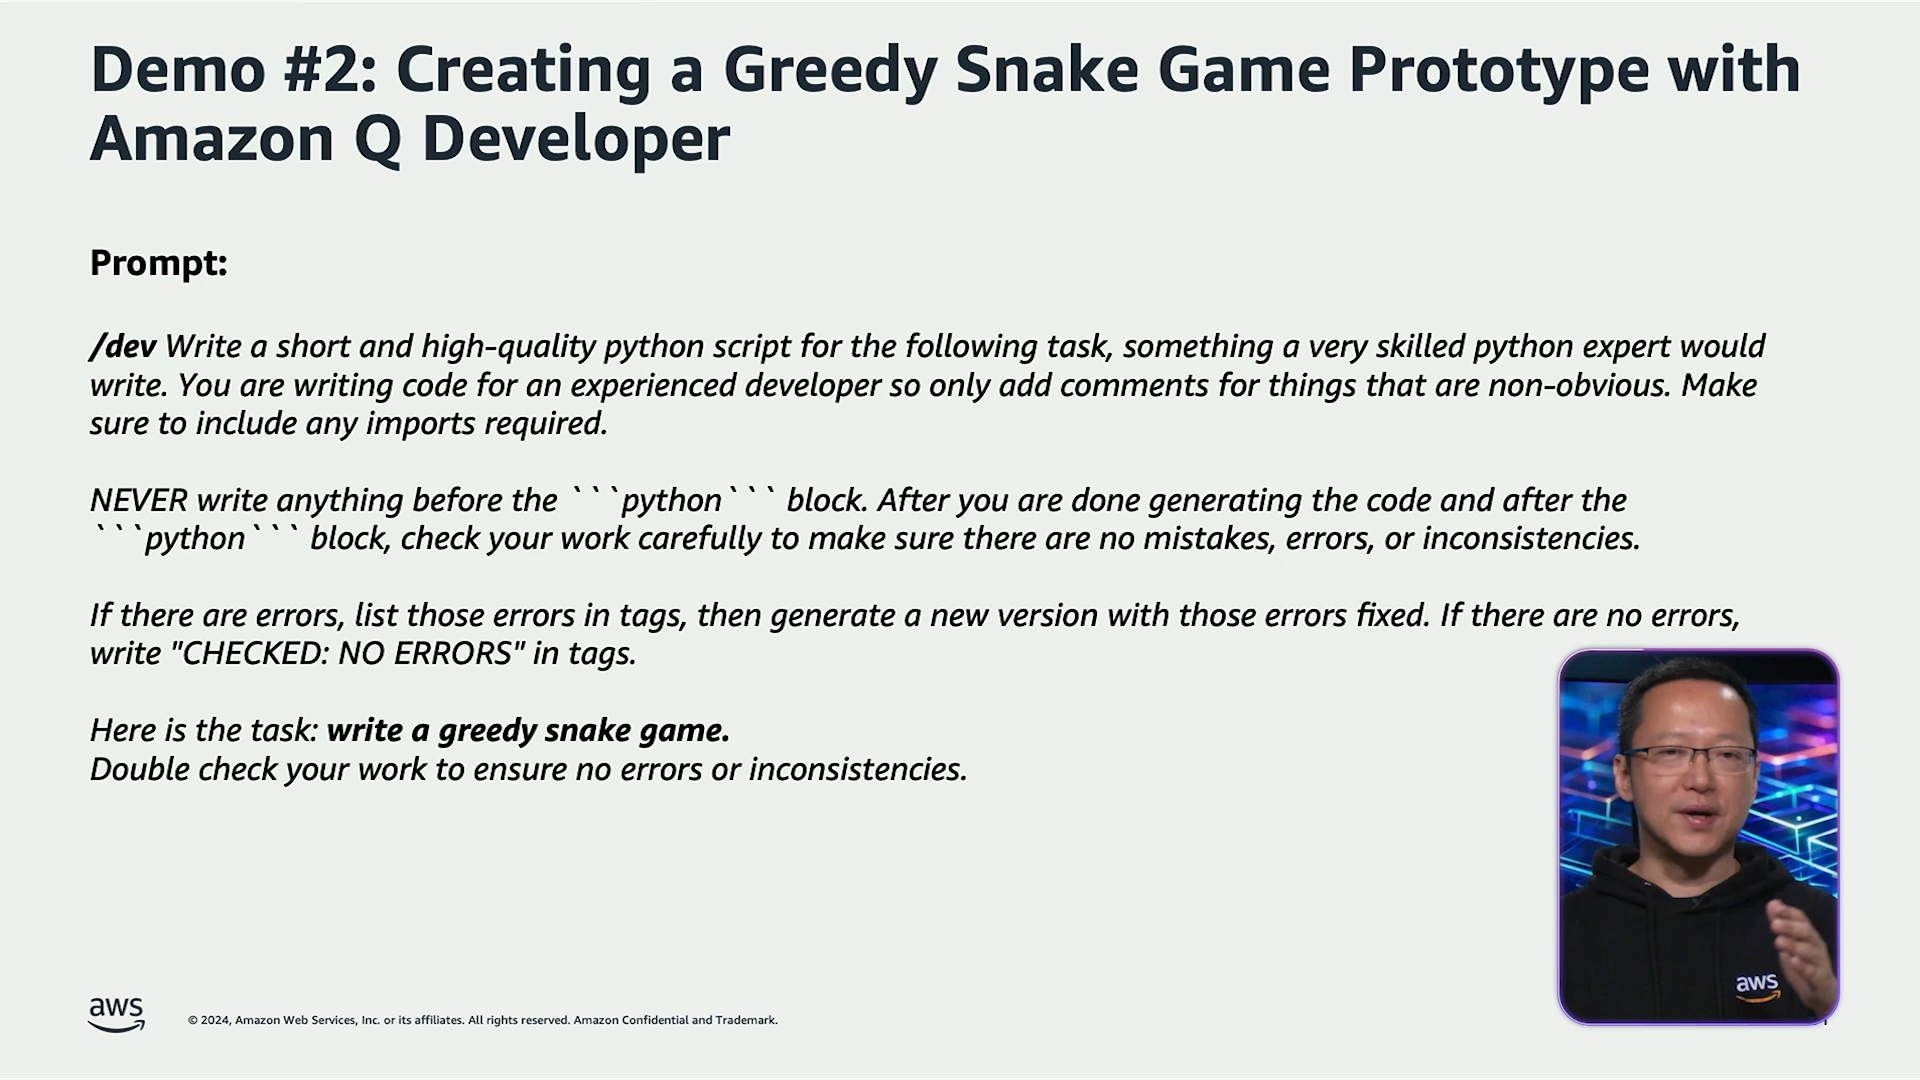 Demo #2: Creating a Greedy Snake Game Prototype with
Amazon Q Developer
Prompt:
/dev Write a short and high-quality python script for the following task, something a very skilled python expert would
write. You are writing code for an experienced developer so only add comments for things that are non-obvious. Make
sure to include any imports required.
NEVER write anything before the ```python``` block. After you are done generating the code and after the
```python``` block, check your work carefully to make sure there are no mistakes, errors, or inconsistencies.
If there are errors, list those errors in tags, then generate a new version with those errors fixed. If there are no errors,
write "CHECKED: NO ERRORS" in tags.
Here is the task: write a greedy snake game.
Double check your work to ensure no errors or inconsistencies.
aws
aws
© 2024, Amazon Web Services, Inc. or its affiliates. All rights reserved. Amazon Confidential and Trademark.